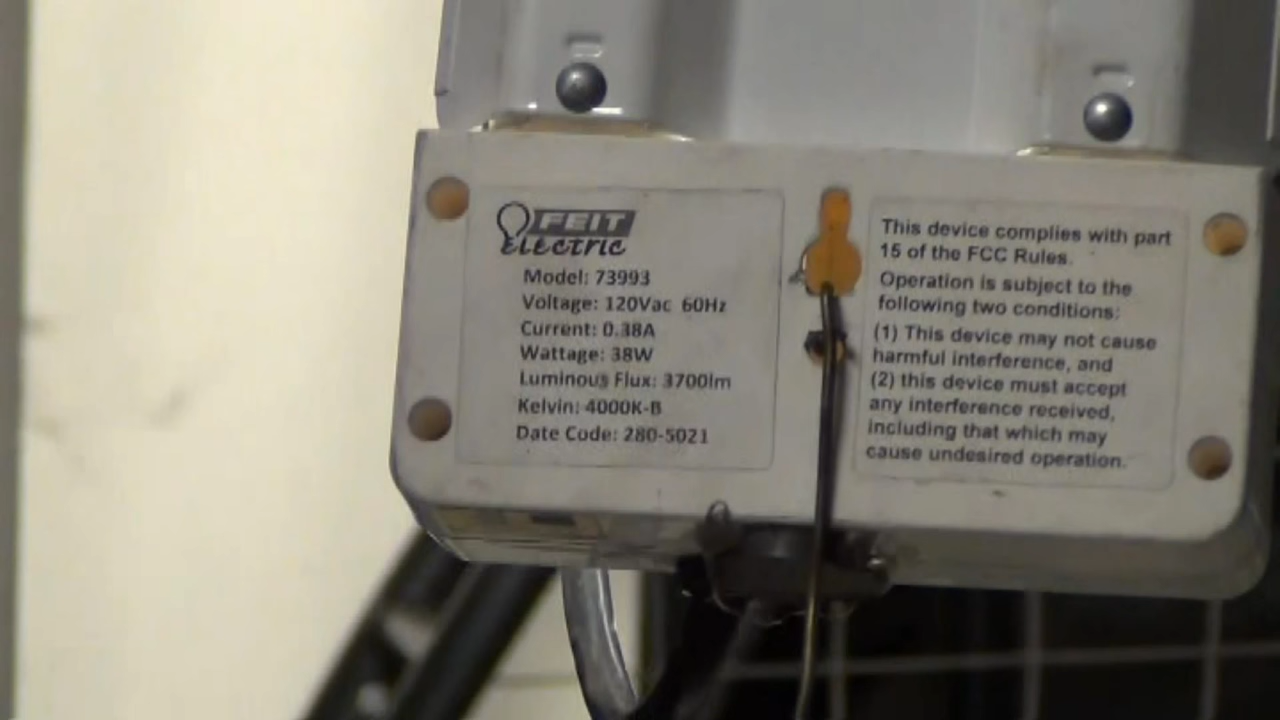 FEIT
Electric
Model: 73993
Voltage: 120Vac 60Hz
Current: 0.38A
Wattage: 38W
Luminous Flux: 3700lm
Kelvin: 4000K-B
Date Code: 280-5021
This device complies with part
15 of the FCC Rules.
Operation is subject to the
following two conditions:
(1) This device may not cause
harmful interference, and
(2) this device must accept
any interference received,
including that which may
cause undesired operation.